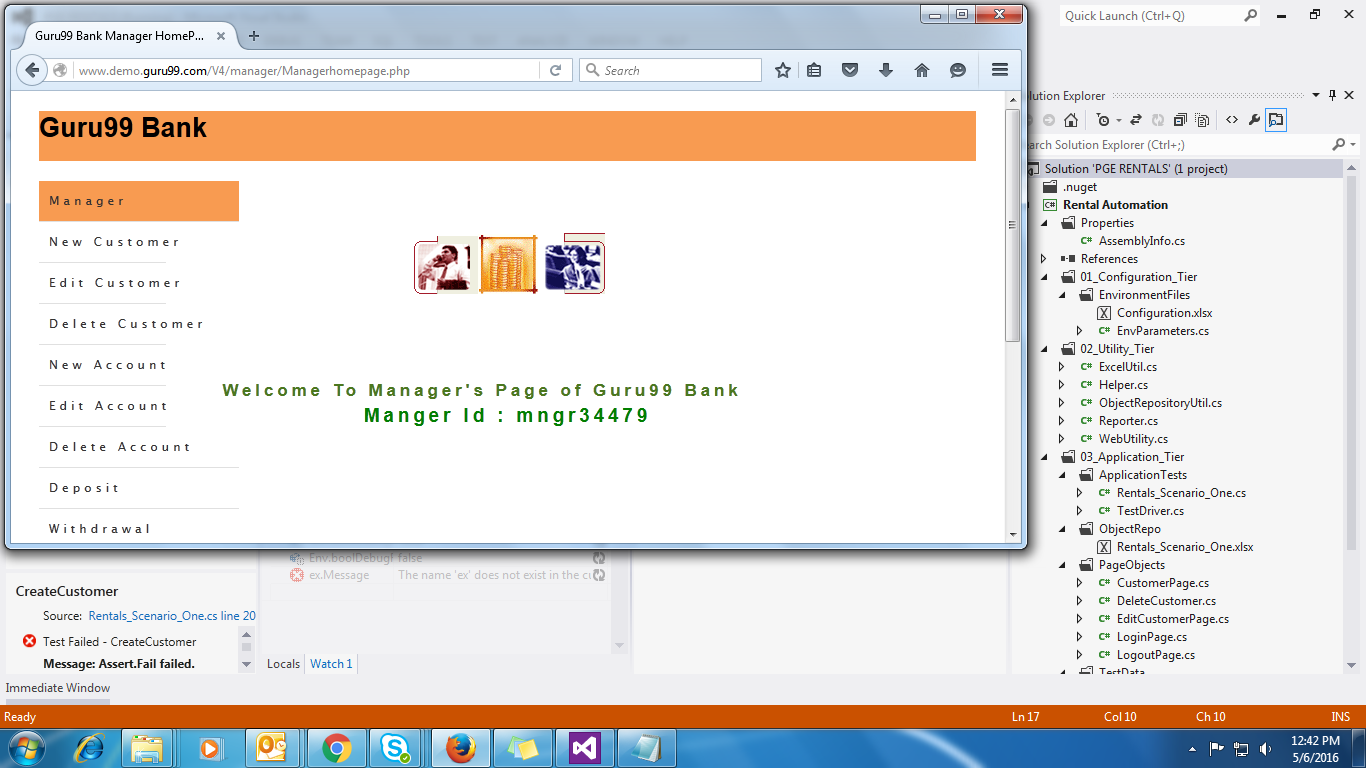 Guru99 Bank Manager HomeP...
Quick Launch (Ctrl+Q)
www.demo.guru99.com/V4/manager/Managerhomepage.php
Search
Guru99 Bank
Manager
New Customer
Edit Customer
Delete Customer
New Account
Edit Account
Delete Account
Deposit
Withdrawal
Welcome To Manager's Page of Guru99 Bank
Manger Id : mngr34479
lution Explorer
arch Solution Explorer (Ctrl+;)
Solution 'PGE RENTALS' (1 project)
.nuget
Rental Automation
Properties
AssemblyInfo.cs
References
01_Configuration_Tier
EnvironmentFiles
Configuration.xlsx
EnvParameters.cs
02_Utility_Tier
ExcelUtil.cs
Helper.cs
ObjectRepositoryUtil.cs
Reporter.cs
WebUtility.cs
03_Application_Tier
ApplicationTests
Rentals_Scenario_One.cs
TestDriver.cs
ObjectRepo
Rentals_Scenario_One.xlsx
PageObjects
CustomerPage.cs
DeleteCustomer.cs
EditCustomerPage.cs
LoginPage.cs
LogoutPage.cs
TestData
Env.boolDebugl false
ex.Message The name 'ex' does not exist in the cu
CreateCustomer
Source: Rentals_Scenario_One.cs line 20
Test Failed - CreateCustomer
Message: Assert.Fail failed.
Locals Watch 1
Immediate Window
Ready Ln 17 Col 10 Ch 10 INS
12:42 PM
5/6/2016